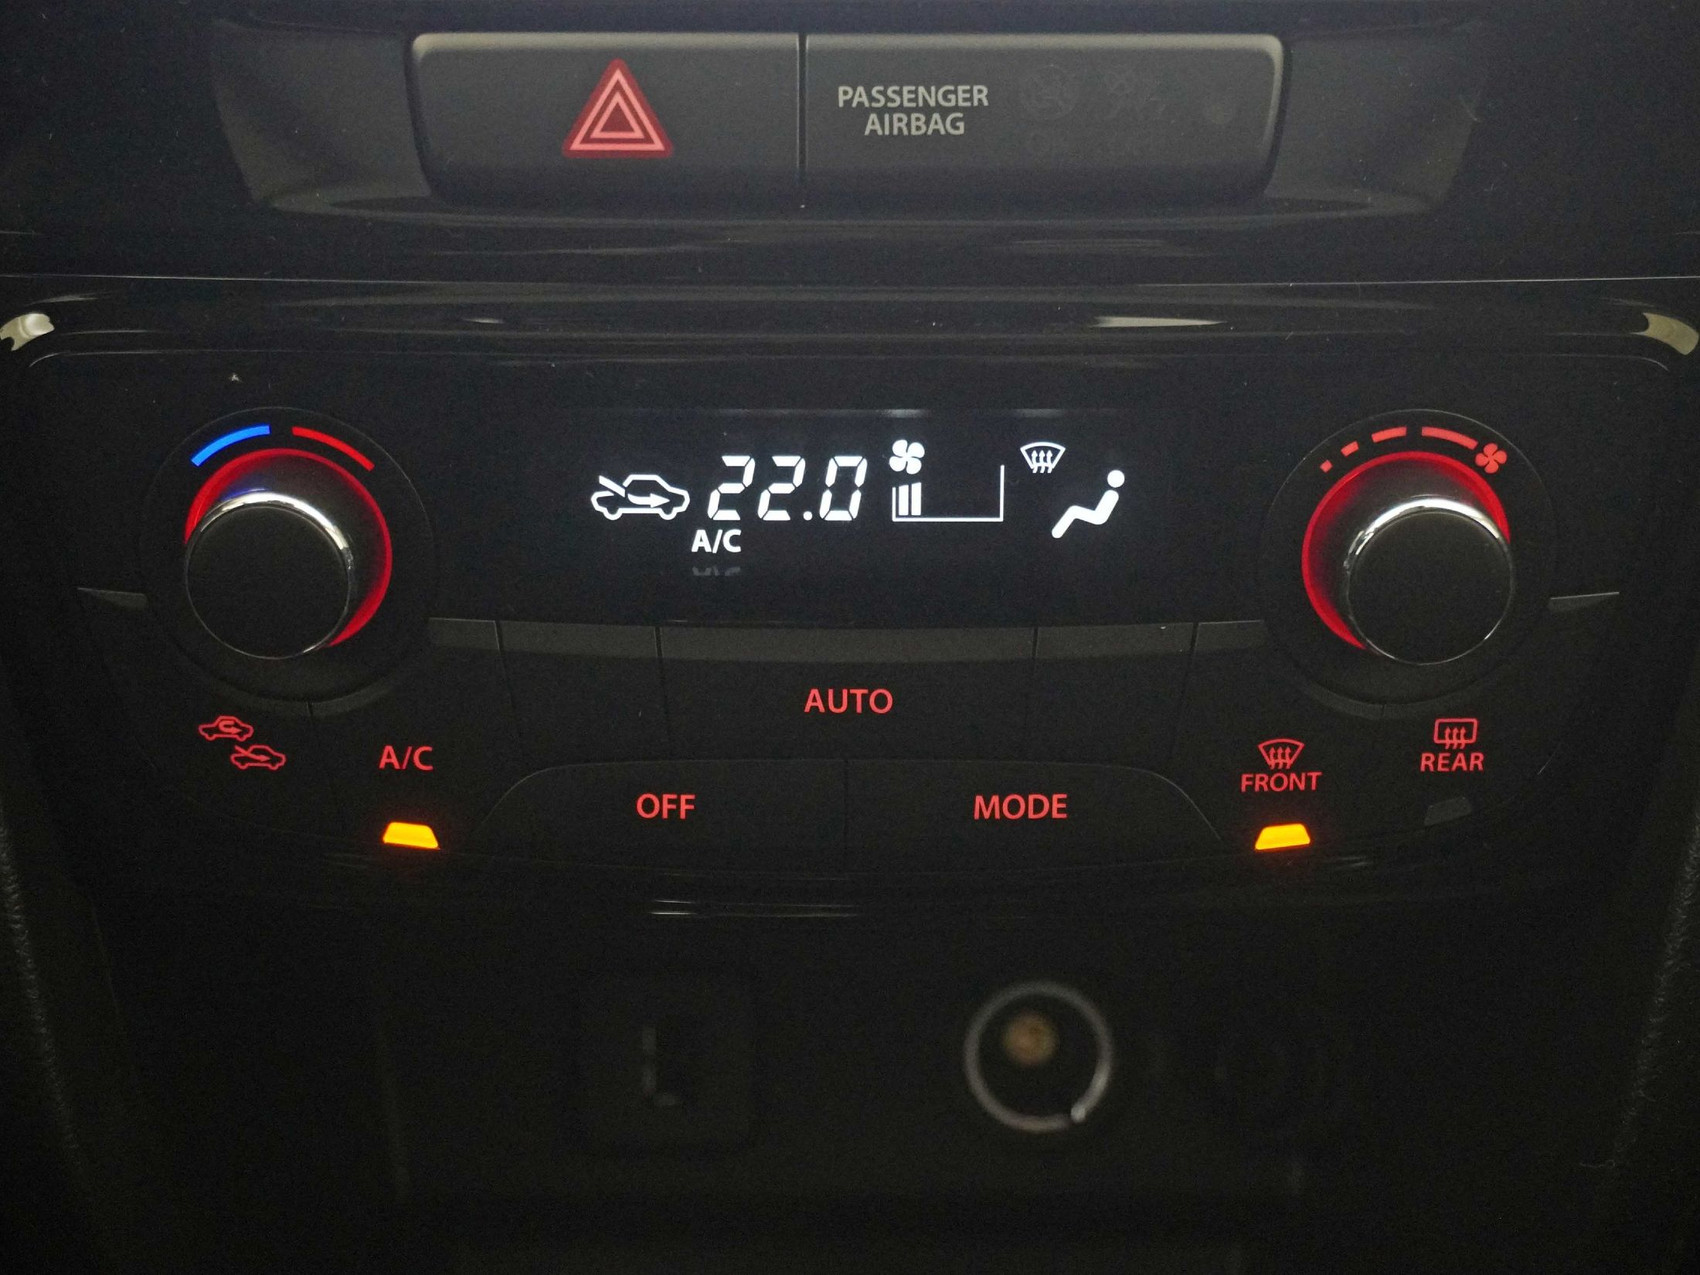 PASSENGER
AIRBAG
22.0
A/C
AUTO
A/C
OFF
MODE
FRONT
REAR